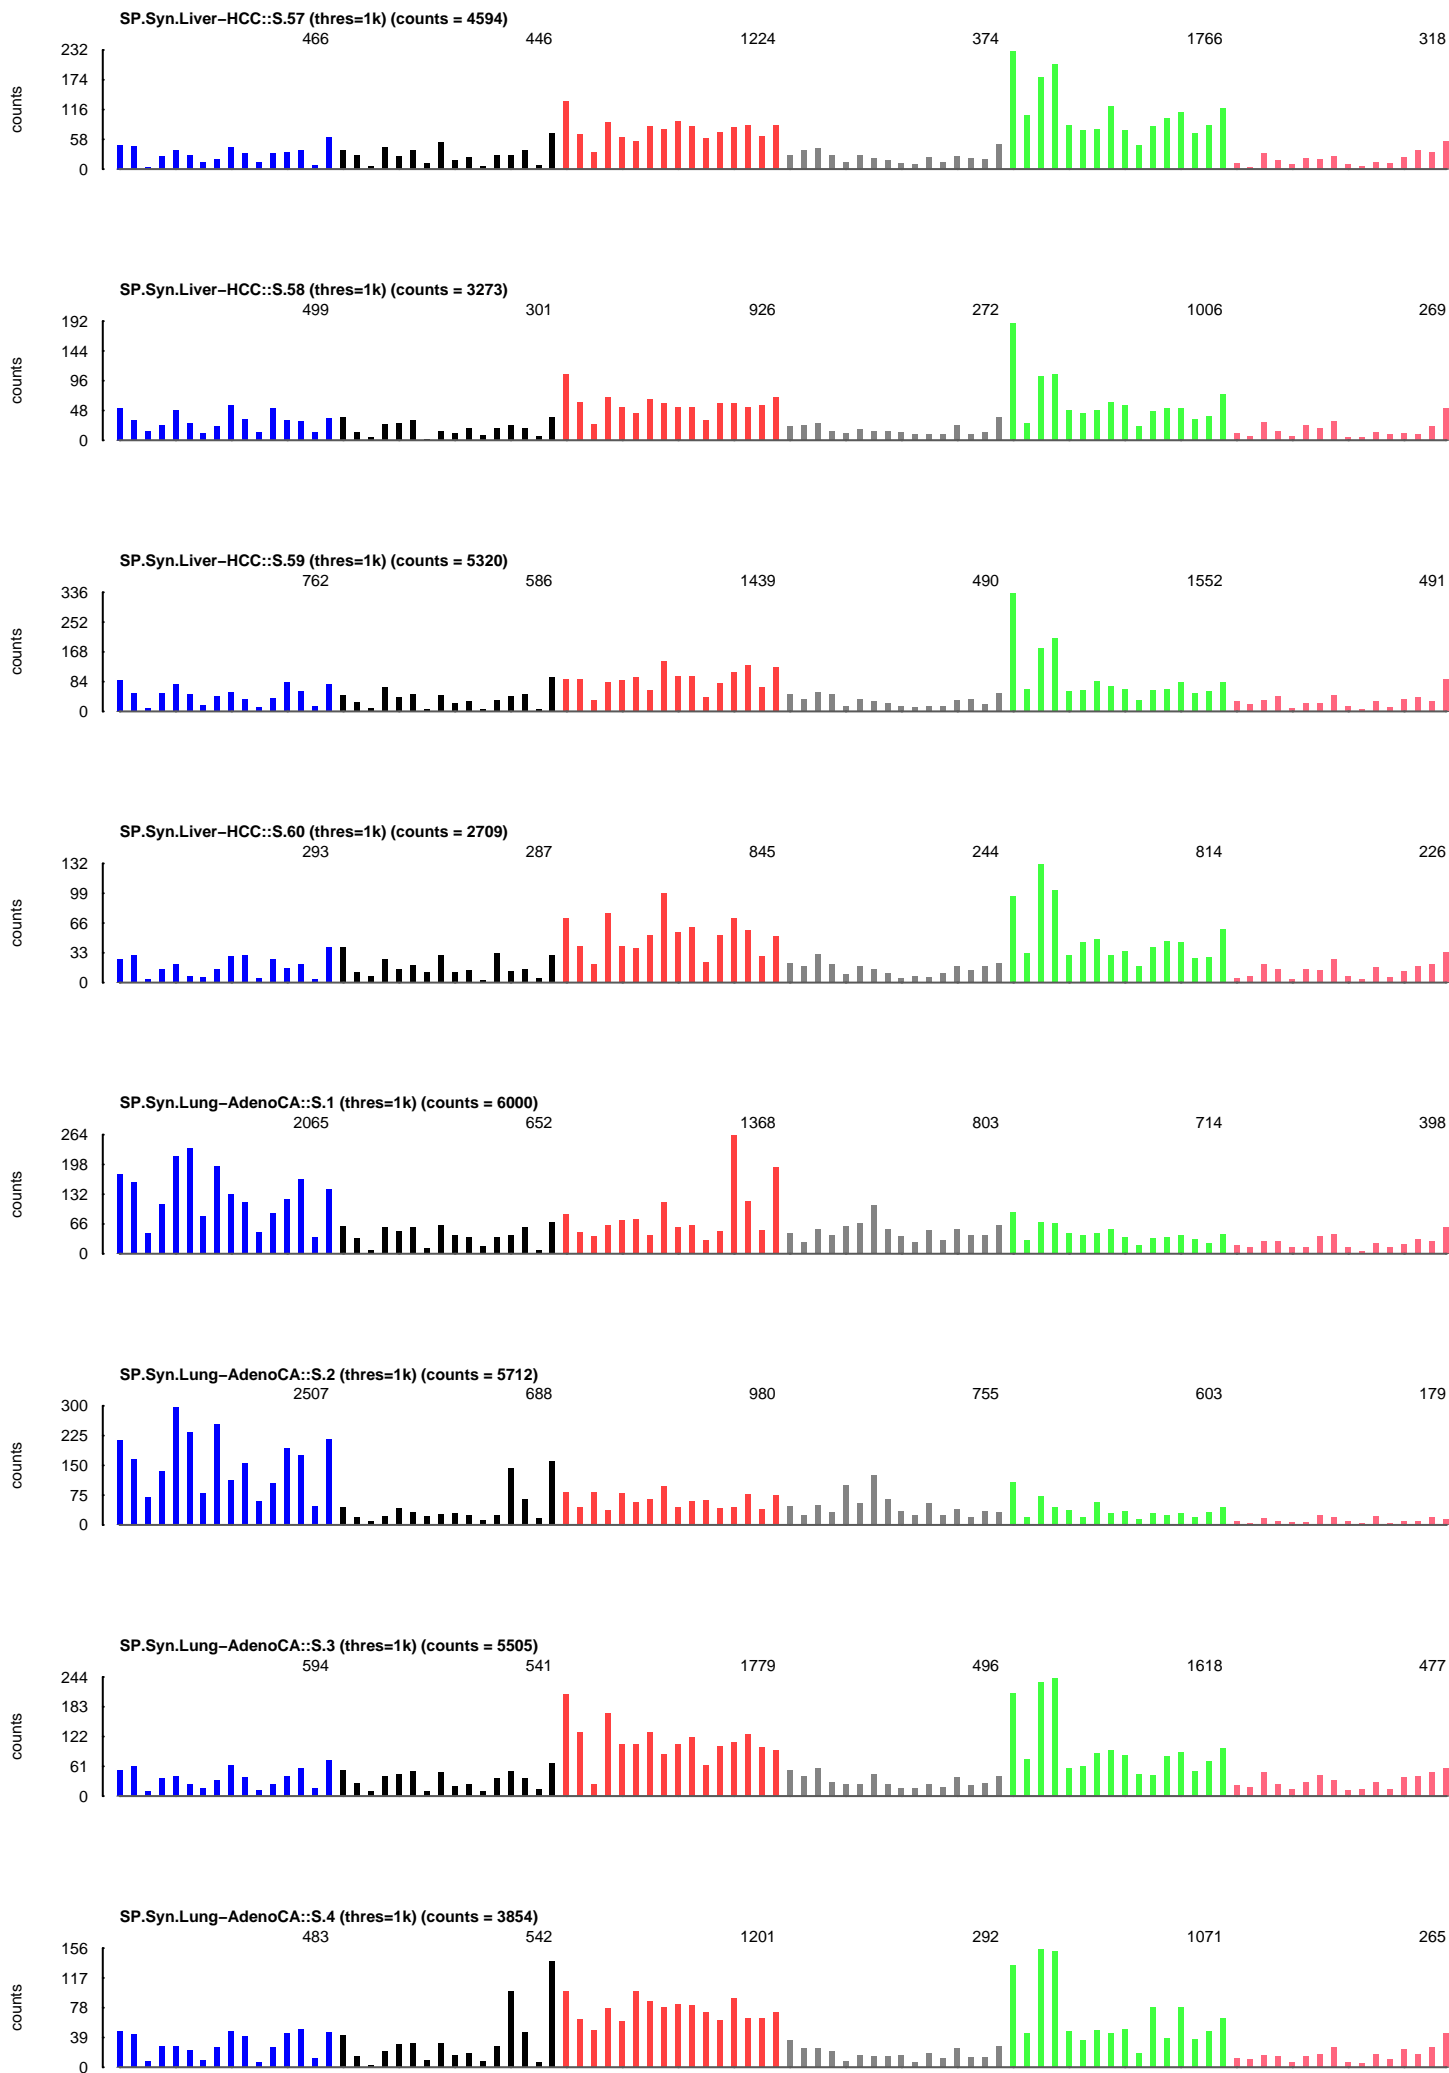 SP.Syn.Liver−HCC::S.57 (thres=1k) (counts = 4594)
466 446 1224 374 1766 318
counts
232
174
116
58
0
SP.Syn.Liver−HCC::S.58 (thres=1k) (counts = 3273)
499 301 926 272 1006 269
counts
192
144
96
48
0
SP.Syn.Liver−HCC::S.59 (thres=1k) (counts = 5320)
762 586 1439 490 1552 491
counts
336
252
168
84
0
SP.Syn.Liver−HCC::S.60 (thres=1k) (counts = 2709)
293 287 845 244 814 226
counts
132
99
66
33
0
SP.Syn.Lung−AdenoCA::S.1 (thres=1k) (counts = 6000)
2065 652 1368 803 714 398
counts
264
198
132
66
0
SP.Syn.Lung−AdenoCA::S.2 (thres=1k) (counts = 5712)
2507 688 980 755 603 179
counts
300
225
150
75
0
SP.Syn.Lung−AdenoCA::S.3 (thres=1k) (counts = 5505)
594 541 1779 496 1618 477
counts
244
183
122
61
0
SP.Syn.Lung−AdenoCA::S.4 (thres=1k) (counts = 3854)
483 542 1201 292 1071 265
counts
156
117
78
39
0